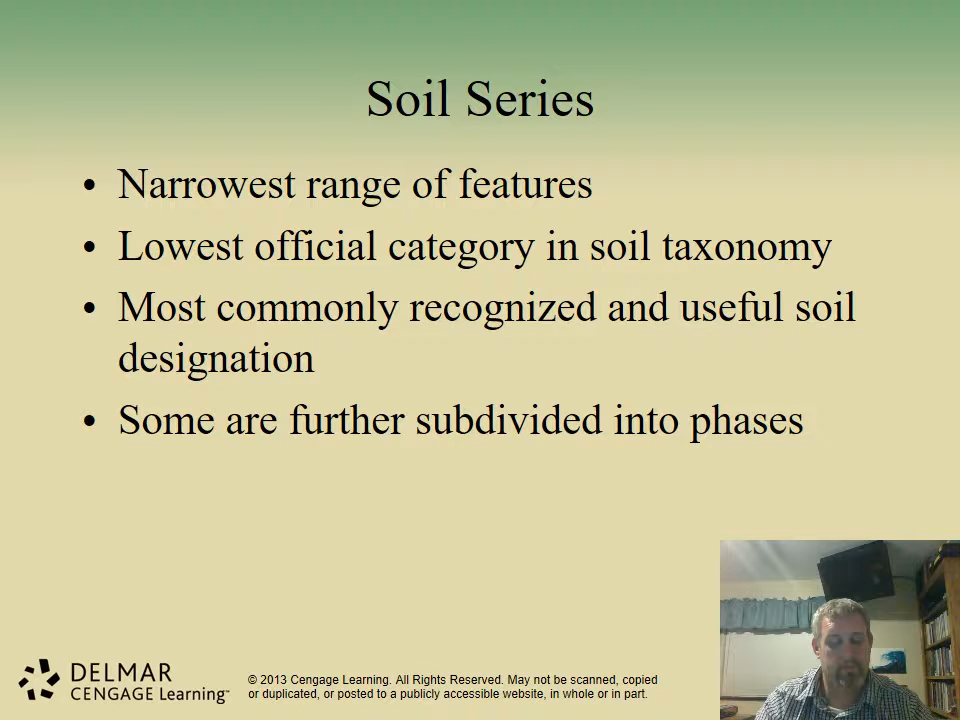 Soil Series
• Narrowest range of features
• Lowest official category in soil taxonomy
• Most commonly recognized and useful soil
designation
• Some are further subdivided into phases
DELMAR
CENGAGE Learning™
© 2013 Cengage Learning. All Rights Reserved. May not be scanned, copied
or duplicated, or posted to a publicly accessible website, in whole or in part.